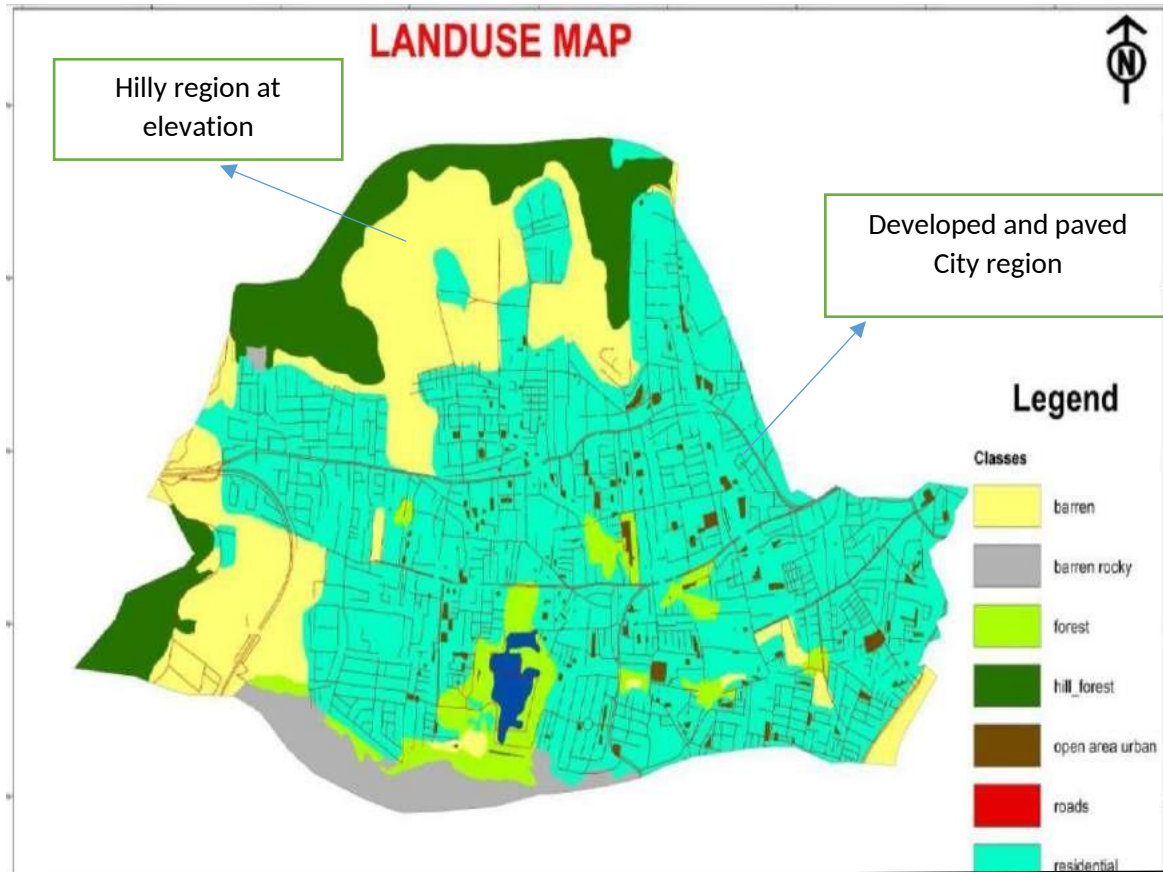 LANDUSE MAP
N
Hilly region at
elevation
Developed and paved
City region
Legend
Classes
barren
barren rocky
forest
hill_forest
open area urban
roads
residential